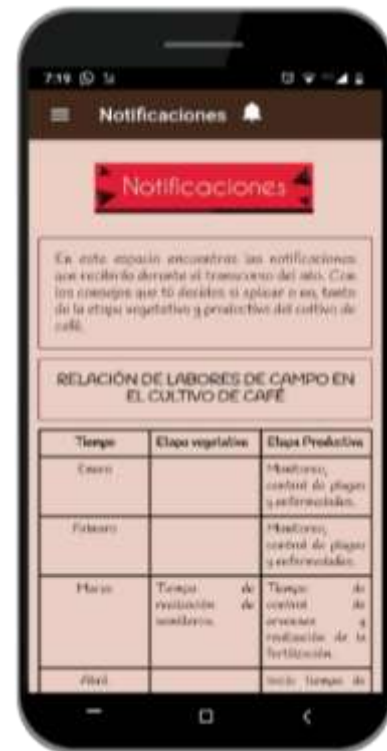 7:19
Notificaciones
Notificaciones
En este espacio encuentras las notificaciones
que recibirás durante el transcurso del año. Con
los consejos que tú decides si aplicar o no, tanto
de la etapa vegetativa y productiva del cultivo de
café.
RELACIÓN DE LABORES DE CAMPO EN
EL CULTIVO DE CAFÉ
Tiempo Etapa vegetativa Etapa Productiva
Enero Monitoreo,
control de plagas
y enfermedades.
Febrero Monitoreo,
control de plagas
y enfermedades.
Marzo Tiempo de Tiempo de
realización de control de
semilleros. arvenses y
realización de la
fertilización.
Abril Inicio tiempo de